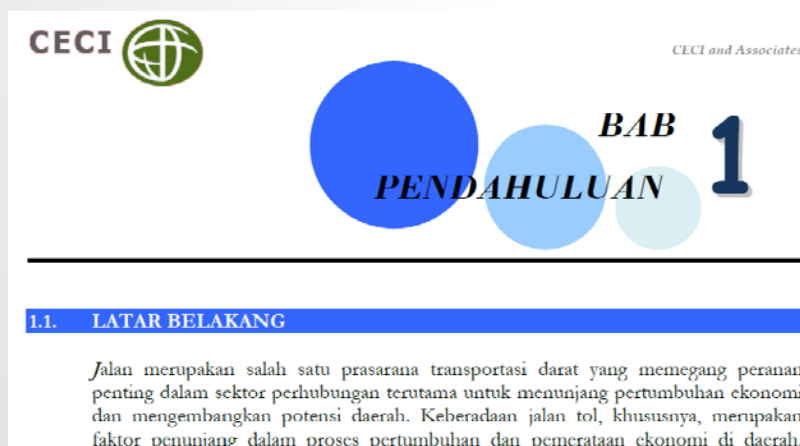 CECI
CECI and Associates
BAB 1
PENDAHULUAN
1.1. LATAR BELAKANG
Jalan merupakan salah satu prasarana transportasi darat yang memegang peranan
penting dalam sektor perhubungan terutama untuk menunjang pertumbuhan ekonomi
dan mengembangkan potensi daerah. Keberadaan jalan tol, khususnya, merupakan
faktor penunjang dalam proses pertumbuhan dan pemerataan ekonomi di daerah.